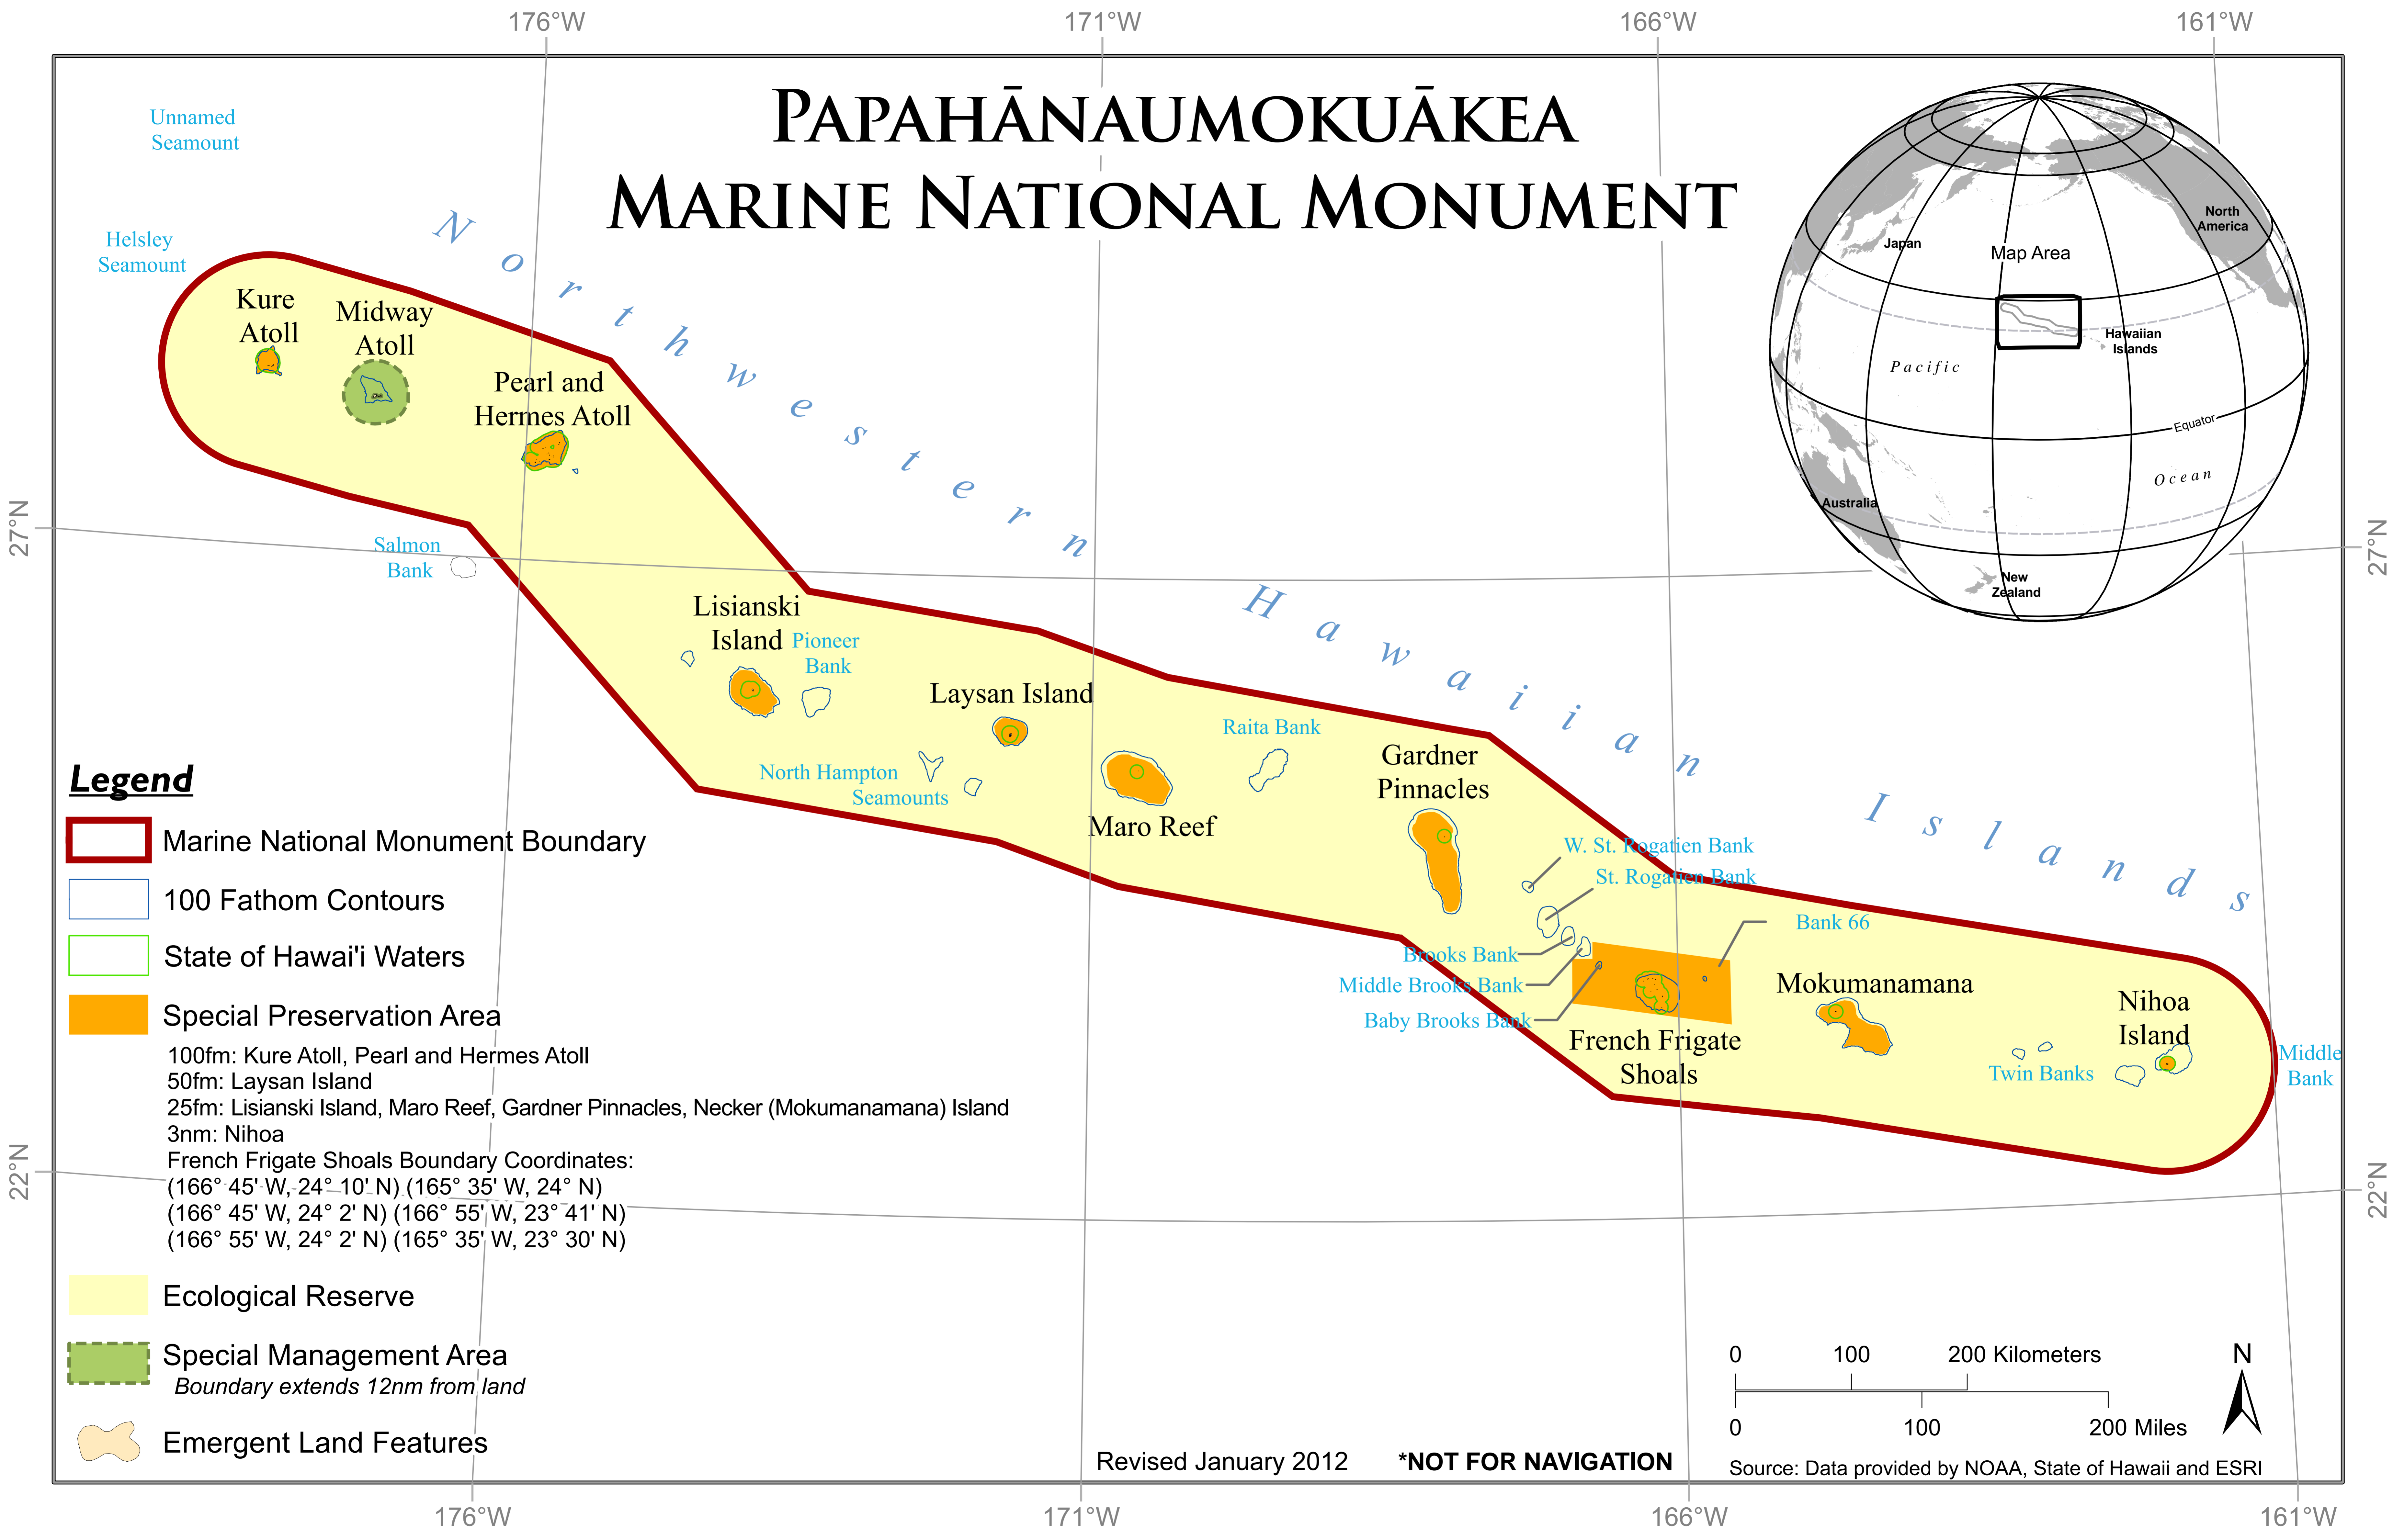 176°W
171°W
166°W
161°W
PAPAHĀNAUMOKUĀKEA
MARINE NATIONAL MONUMENT
Unnamed
Seamount
Helsley
Seamount
Northwestern Hawaiian Islands
Kure
Atoll
Midway
Atoll
Pearl and
Hermes Atoll
Salmon
Bank
Lisianski
Island
Pioneer
Bank
Laysan Island
North Hampton
Seamounts
Maro Reef
Raita Bank
Gardner
Pinnacles
W. St. Rogatien Bank
St. Rogatien Bank
Brooks Bank
Middle Brooks Bank
Baby Brooks Bank
Bank 66
French Frigate
Shoals
Mokumanamana
Twin Banks
Nihoa
Island
Middle
Bank
North
America
Japan
Map Area
Hawaiian
Islands
Pacific
Equator
Ocean
Australia
New
Zealand
27°N
27°N
22°N
22°N
Legend
Marine National Monument Boundary
100 Fathom Contours
State of Hawai'i Waters
Special Preservation Area
100fm: Kure Atoll, Pearl and Hermes Atoll
50fm: Laysan Island
25fm: Lisianski Island, Maro Reef, Gardner Pinnacles, Necker (Mokumanamana) Island
3nm: Nihoa
French Frigate Shoals Boundary Coordinates:
(166° 45' W, 24° 10' N) (165° 35' W, 24° N)
(166° 45' W, 24° 2' N) (166° 55' W, 23° 41' N)
(166° 55' W, 24° 2' N) (165° 35' W, 23° 30' N)
Ecological Reserve
Special Management Area
Boundary extends 12nm from land
Emergent Land Features
0 100 200 Kilometers
0 100 200 Miles
N
Revised January 2012 *NOT FOR NAVIGATION
Source: Data provided by NOAA, State of Hawaii and ESRI
176°W
171°W
166°W
161°W